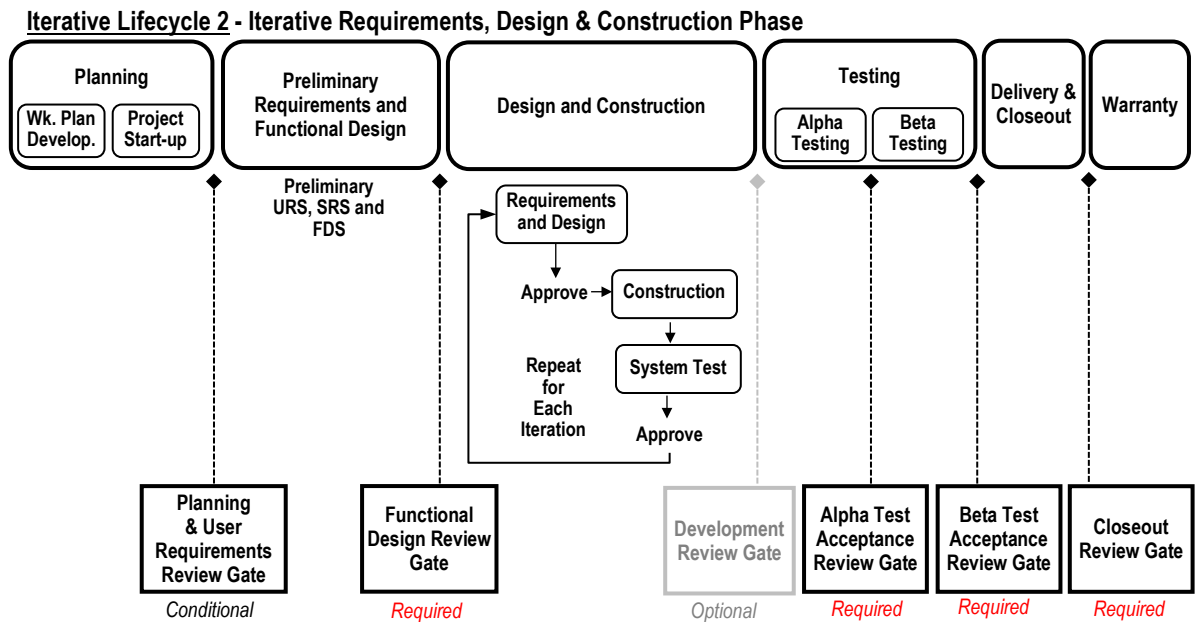 Iterative Lifecycle 2 - Iterative Requirements, Design & Construction Phase
Planning
Wk. Plan
Develop.
Project
Start-up
Preliminary
Requirements and
Functional Design
Design and Construction
Testing
Alpha
Testing
Beta
Testing
Delivery &
Closeout
Warranty
Preliminary
URS, SRS and
FDS
Requirements
and Design
Approve
Construction
System Test
Approve
Repeat
for
Each
Iteration
Planning
& User
Requirements
Review Gate
Conditional
Functional
Design Review
Gate
Required
Development
Review Gate
Optional
Alpha Test
Acceptance
Review Gate
Required
Beta Test
Acceptance
Review Gate
Required
Closeout
Review Gate
Required